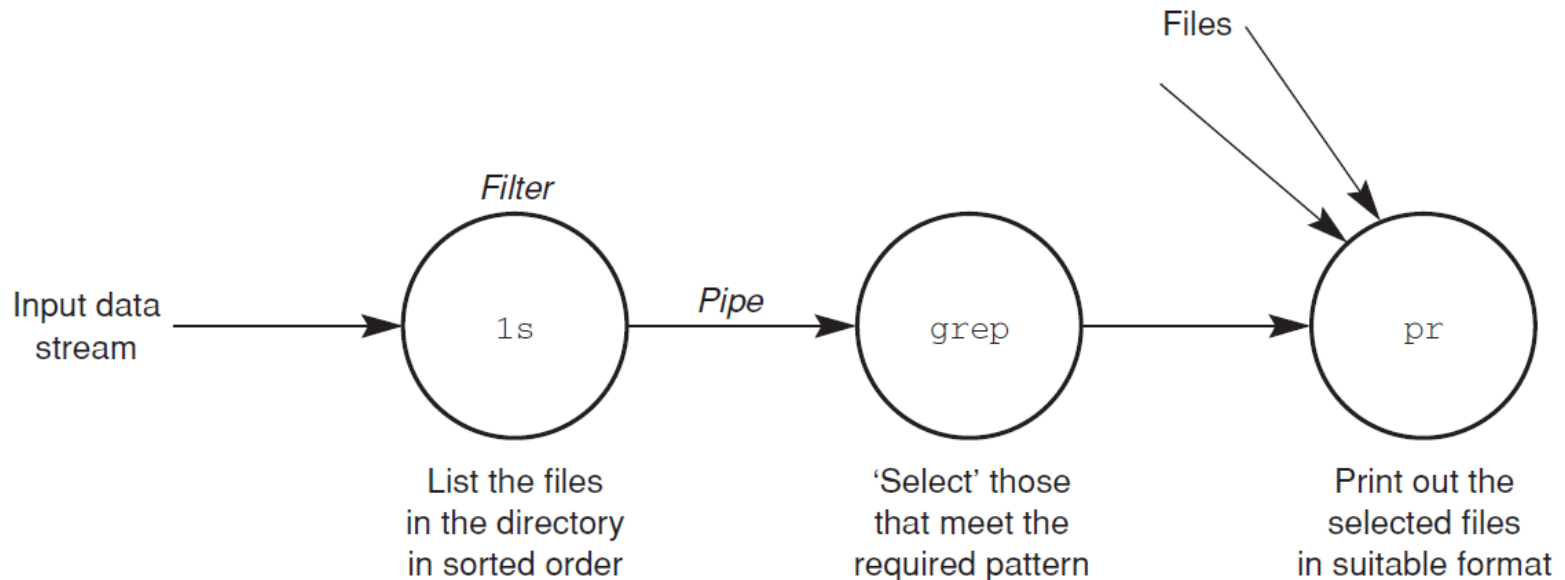 Files
Filter
Input data
stream
1s
Pipe
grep
pr
List the files
in the directory
in sorted order
‘Select’ those
that meet the
required pattern
Print out the
selected files
in suitable format